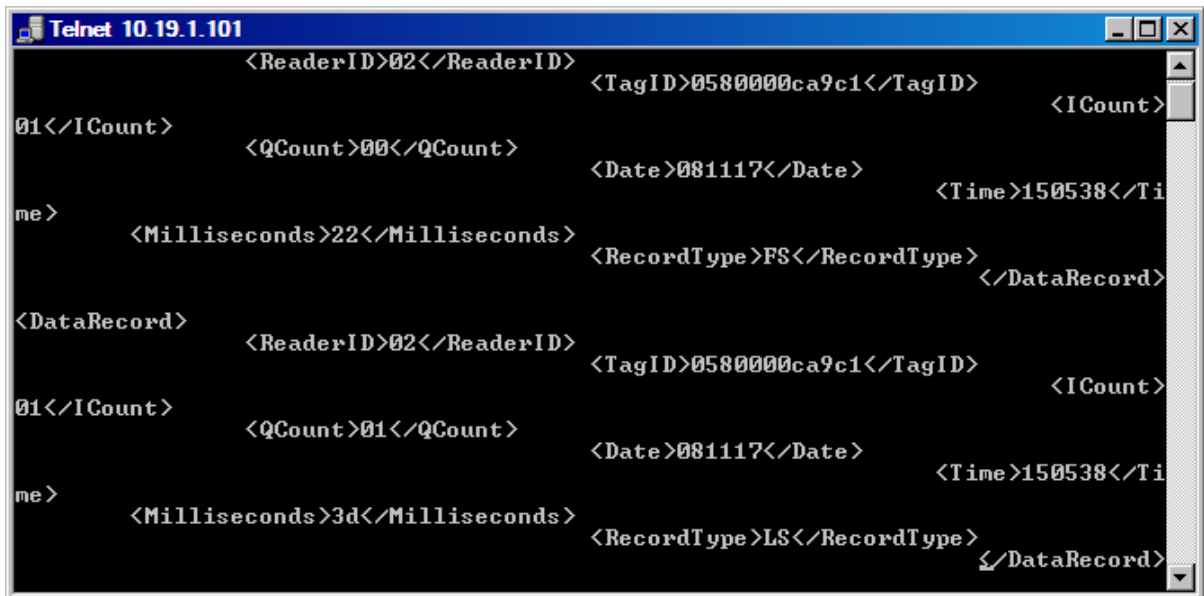 Telnet 10.19.1.101
<ReaderID>02</ReaderID>
<TagID>0580000ca9c1</TagID>
<ICount>
01</ICount>
<QCount>00</QCount>
<Date>081117</Date>
<Time>150538</Ti
me>
<Milliseconds>22</Milliseconds>
<RecordType>FS</RecordType>
</DataRecord>
<DataRecord>
<ReaderID>02</ReaderID>
<TagID>0580000ca9c1</TagID>
<ICount>
01</ICount>
<QCount>01</QCount>
<Date>081117</Date>
<Time>150538</Ti
me>
<Milliseconds>3d</Milliseconds>
<RecordType>LS</RecordType>
</DataRecord>